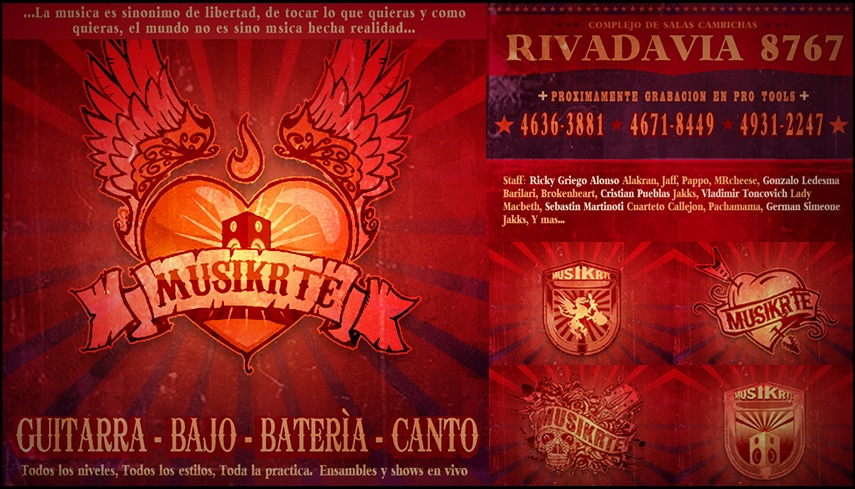 ...La musica es sinonimo de libertad, de tocar lo que quieras y como
quieras, el mundo no es sino msica hecha realidad...
MUSIKRTE
GUITARRA - BAJO - BATERÌA - CANTO
Todos los niveles, Todos los estilos, Toda la practica. Ensambles y shows en vivo
COMPLEJO DE SALAS CAMBICHAS
RIVADAVIA 8767
PROXIMAMENTE GRABACION EN PRO TOOLS
4636-3881 4671-8449 4931-2247
Staff: Ricky Griego Alonso Alakran, Jaff, Pappo, MRcheese, Gonzalo Ledesma
Barilari, Brokenheart, Cristian Pueblas Jakks, Vladimir Toncovich Lady
Macbeth, Sebastin Martinoti Cuarteto Callejon, Pachamama, German Simeone
Jakks, Y mas...
MUSIKRTE
MUSIKRTE
MUSIKRTE
MUSIKRTE